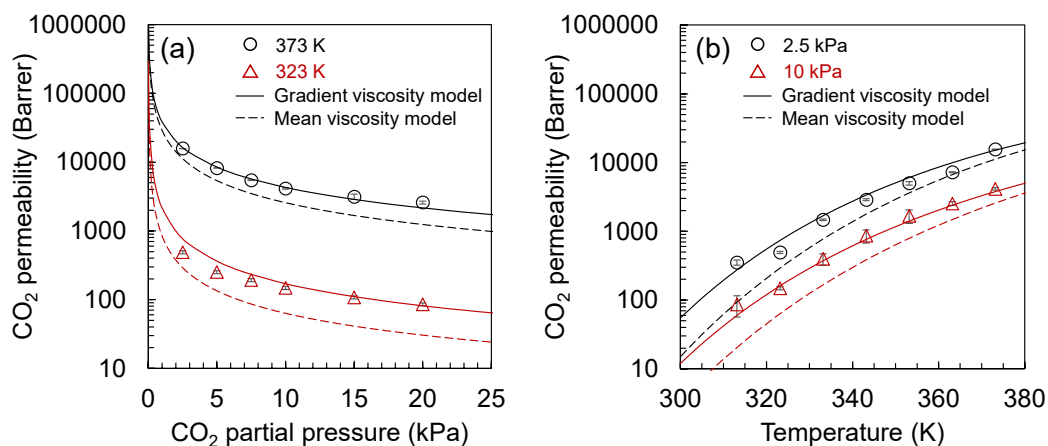 (a)
373 K
323 K
Gradient viscosity model
Mean viscosity model
CO₂ permeability (Barrer)
1000000
100000
10000
1000
100
10
0 5 10 15 20 25
CO₂ partial pressure (kPa)
(b)
2.5 kPa
10 kPa
Gradient viscosity model
Mean viscosity model
CO₂ permeability (Barrer)
1000000
100000
10000
1000
100
10
300 320 340 360 380
Temperature (K)